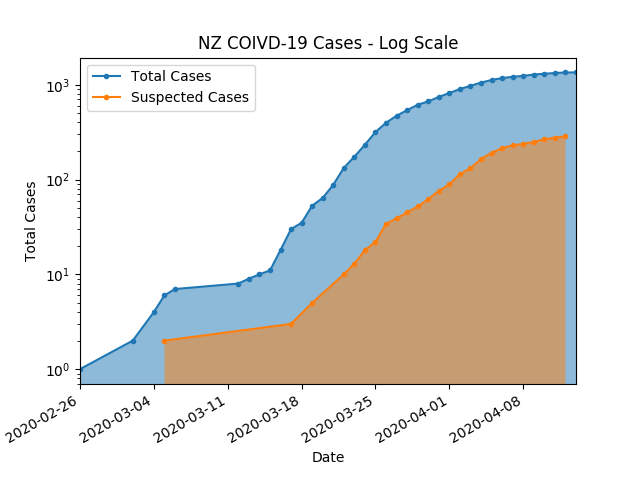 NZ COIVD-19 Cases - Log Scale
Total Cases
Suspected Cases
Total Cases
10³
10²
10¹
10⁰
2020-02-26
2020-03-04
2020-03-11
2020-03-18
2020-03-25
2020-04-01
2020-04-08
Date